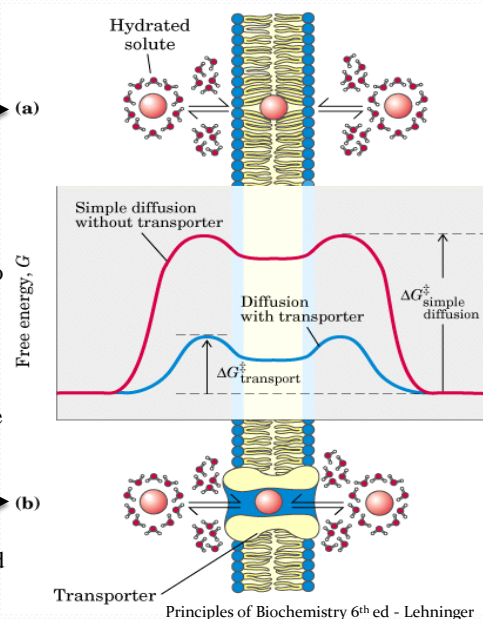 Hydrated
solute
(a)
Simple diffusion
without transporter
Free energy, G
Diffusion
with transporter
ΔG‡simple diffusion
ΔG‡transport
(b)
Transporter
Principles of Biochemistry 6th ed - Lehninger